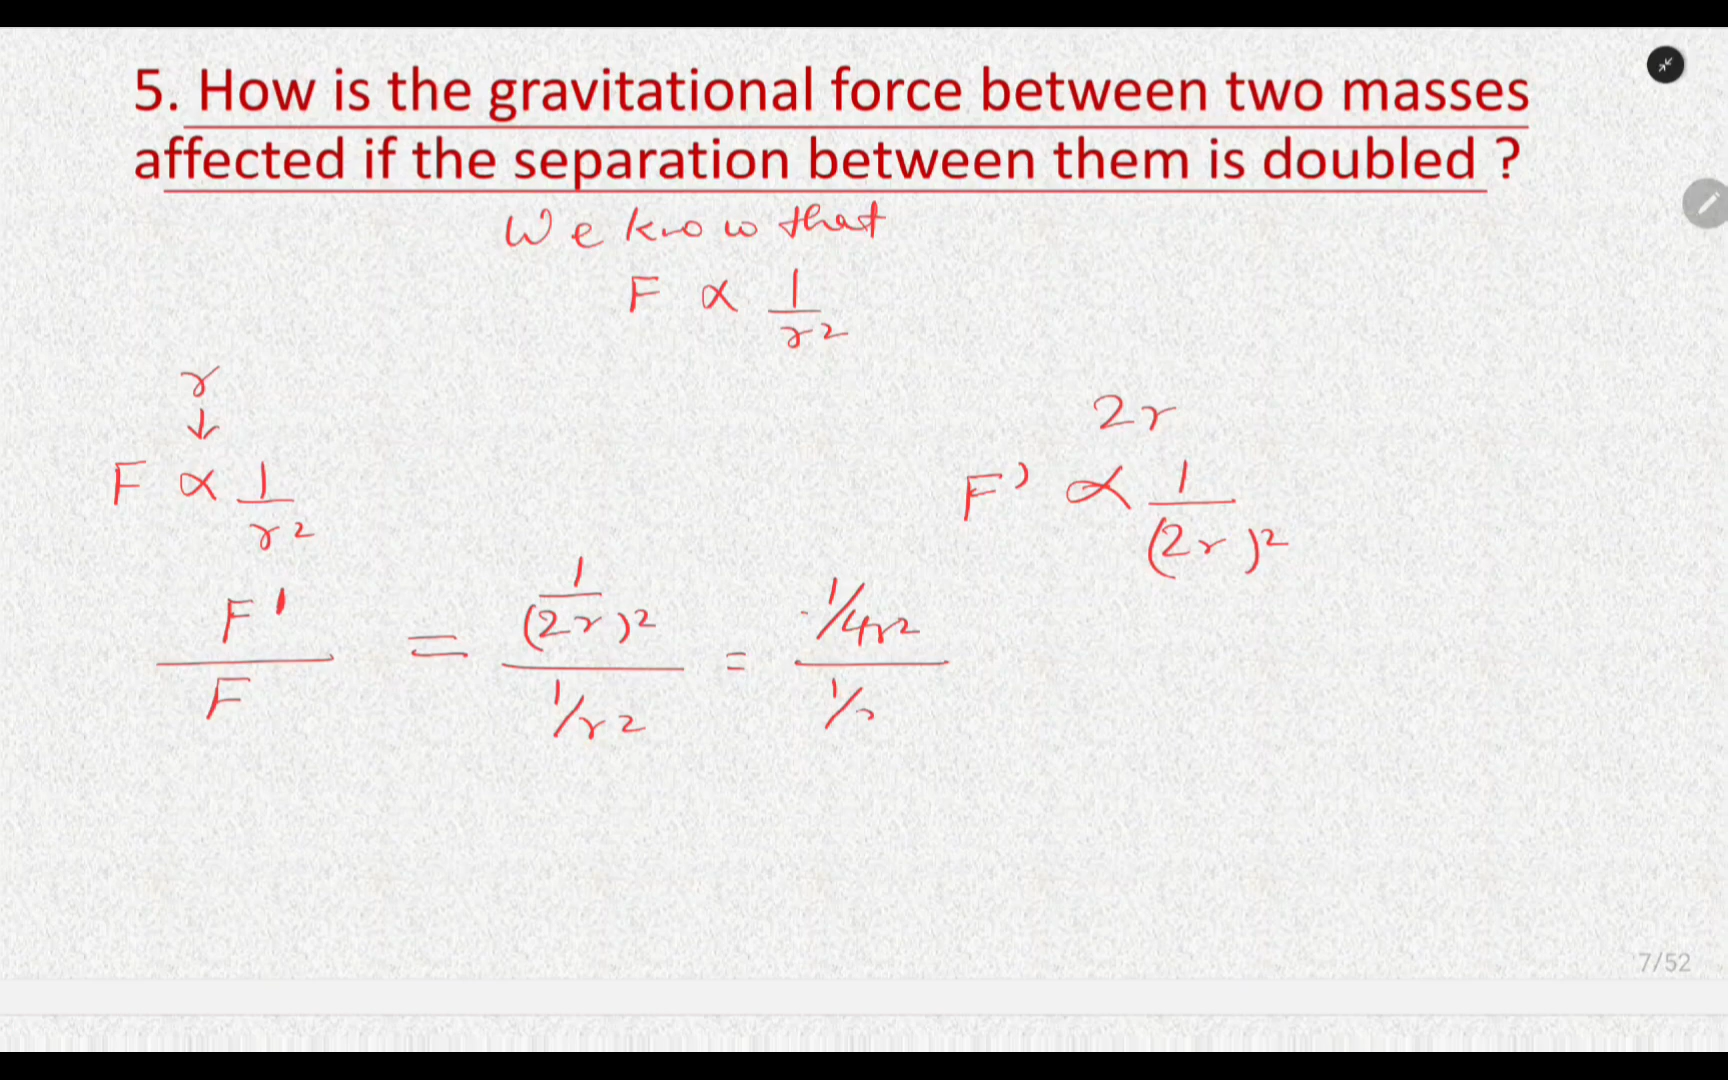 5. How is the gravitational force between two masses
affected if the separation between them is doubled ?
We know that
F ∝ 1/r²
r
↓
F ∝ 1/r²
2r
F' ∝ 1/(2r)²
F'/F = (1/(2r)²)/(1/r²) = (1/4r²)/(1/
7/52